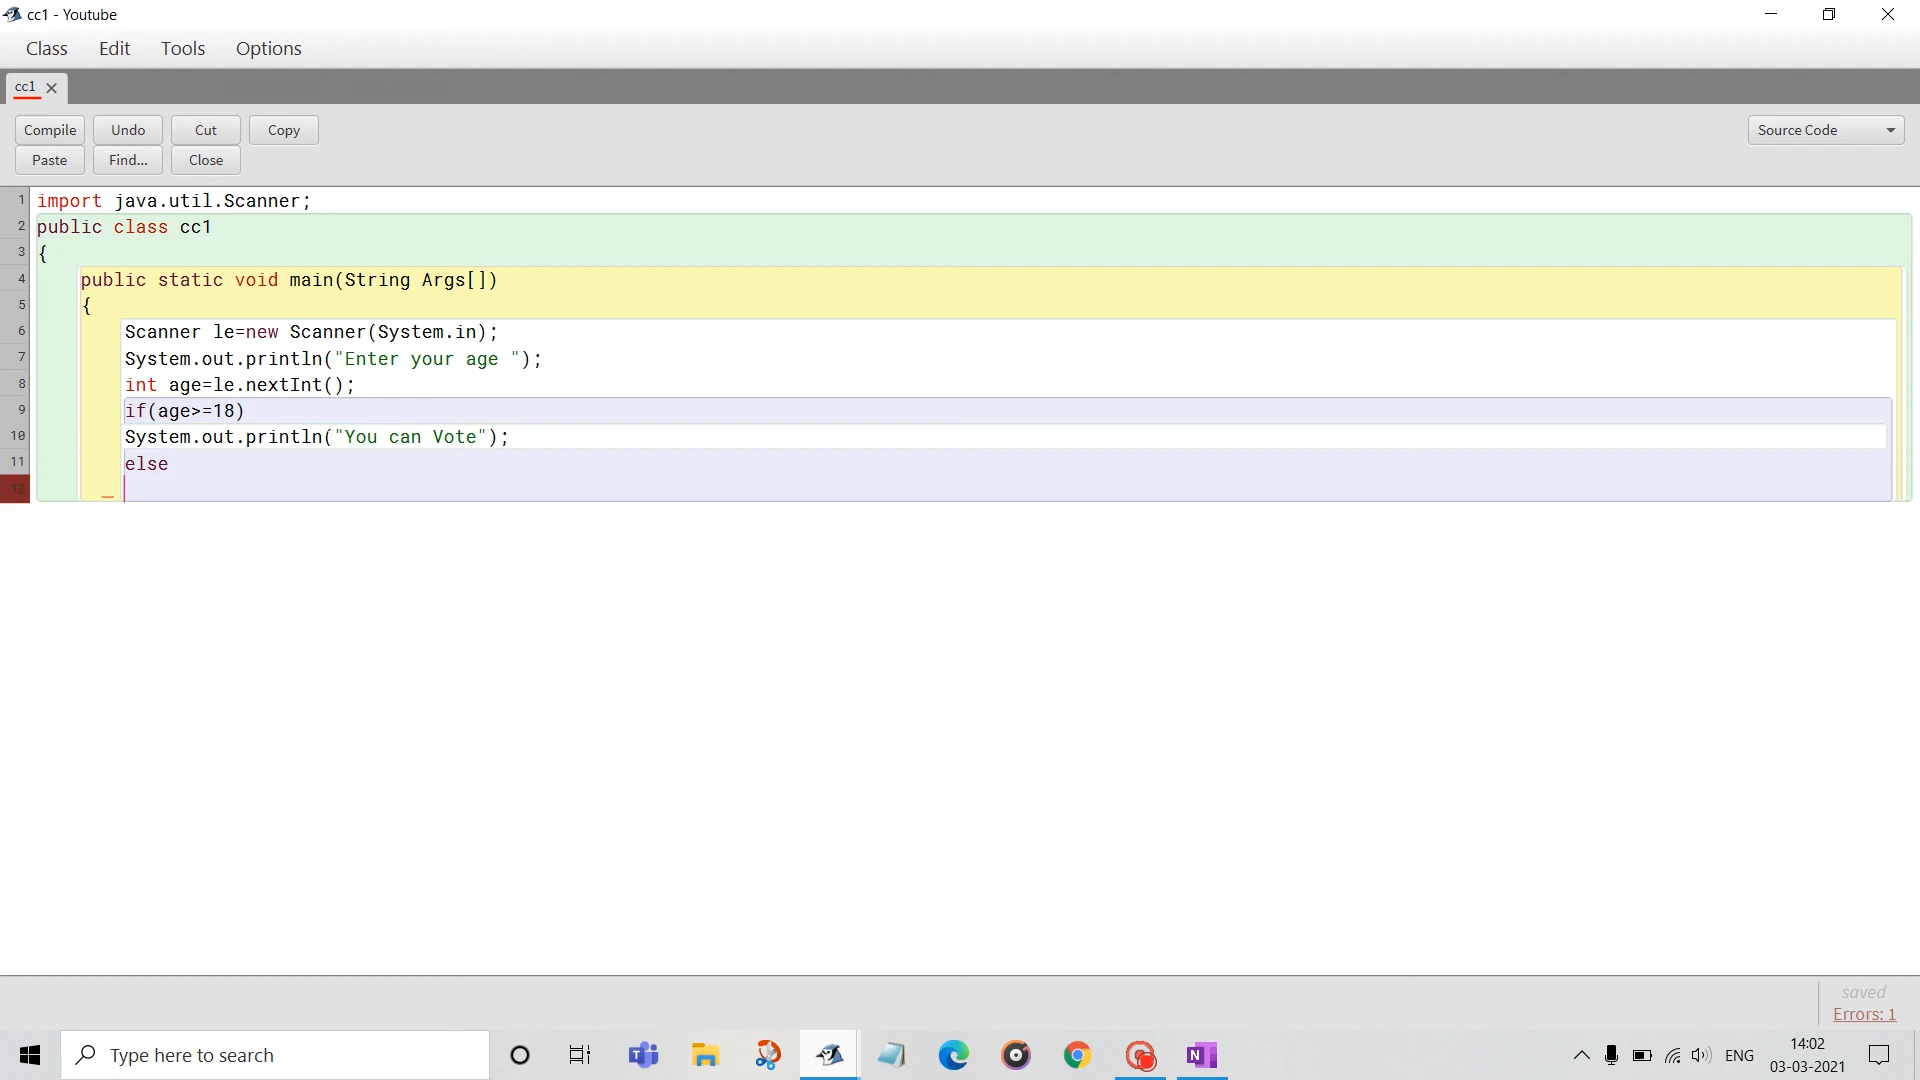 cc1 - Youtube
Class Edit Tools Options
cc1
Compile Undo Cut Copy
Source Code
Paste Find... Close
1 import java.util.Scanner;
2 public class cc1
3 {
4 public static void main(String Args[])
5 {
6 Scanner le=new Scanner(System.in);
7 System.out.println("Enter your age ");
8 int age=le.nextInt();
9 if(age>=18)
10 System.out.println("You can Vote");
11 else
12
saved
Errors: 1
Type here to search
ENG
14:02
03-03-2021